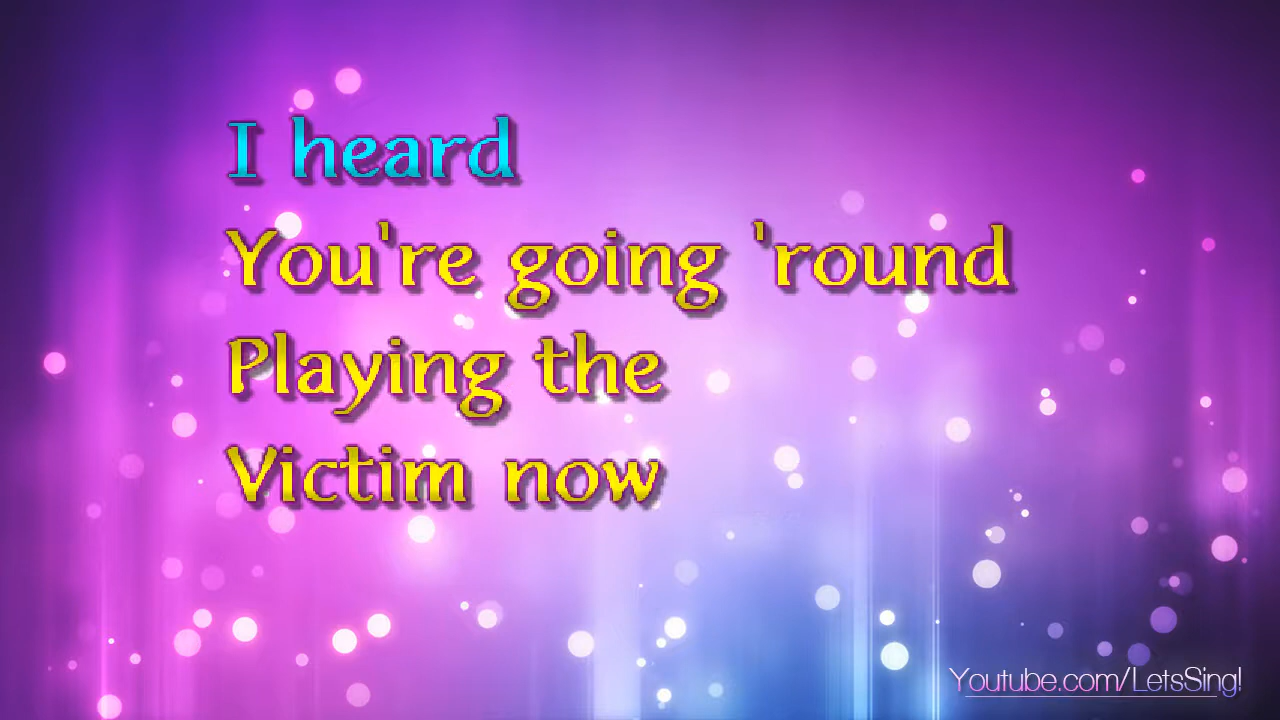 I heard
You're going 'round
Playing the
Victim now
Youtube.com/LetsSing!